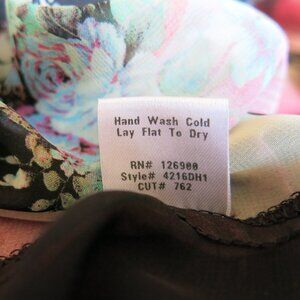 Hand Wash Cold
Lay Flat To Dry
RN# 126900
Style# 4216DH1
CUT# 762